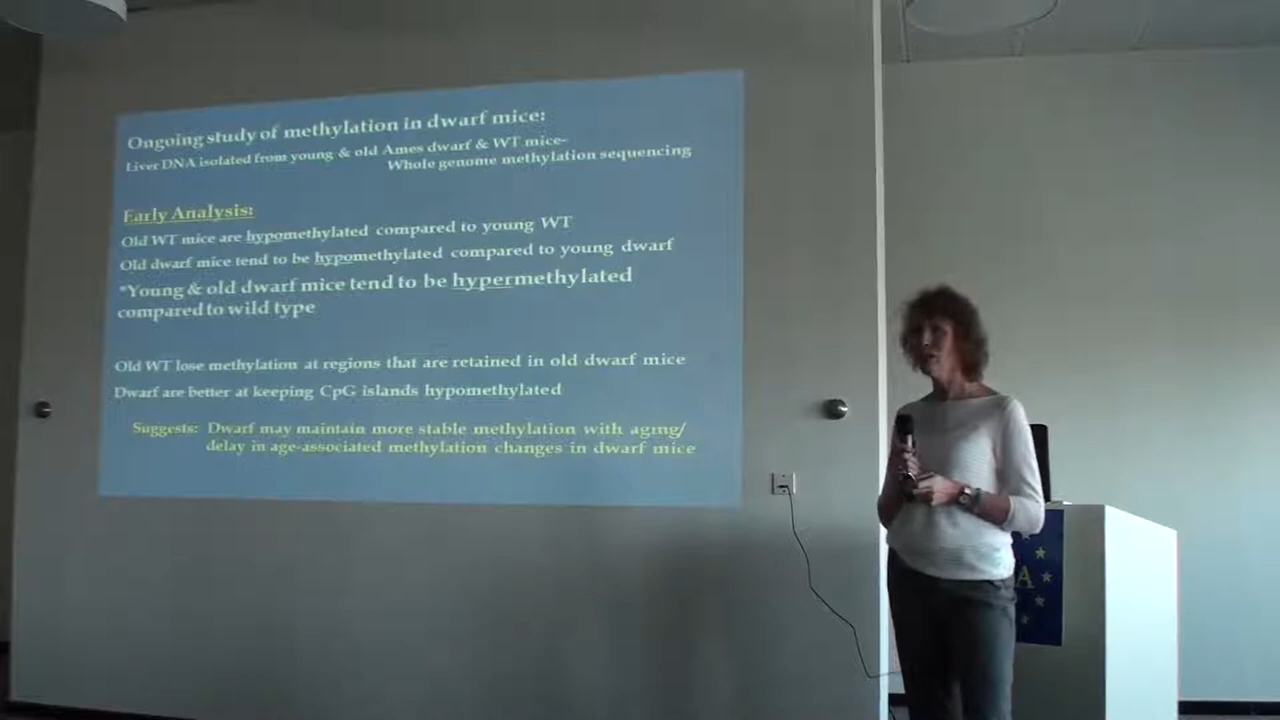 Ongoing study of methylation in dwarf mice:
Liver DNA isolated from young & old Ames dwarf & WT mice-
Whole genome methylation sequencing
Early Analysis:
Old WT mice are hypomethylated compared to young WT
Old dwarf mice tend to be hypomethylated compared to young dwarf
*Young & old dwarf mice tend to be hypermethylated
compared to wild type
Old WT lose methylation at regions that are retained in old dwarf mice
Dwarf are better at keeping CpG islands hypomethylated
Suggests: Dwarf may maintain more stable methylation with aging/
delay in age-associated methylation changes in dwarf mice
A